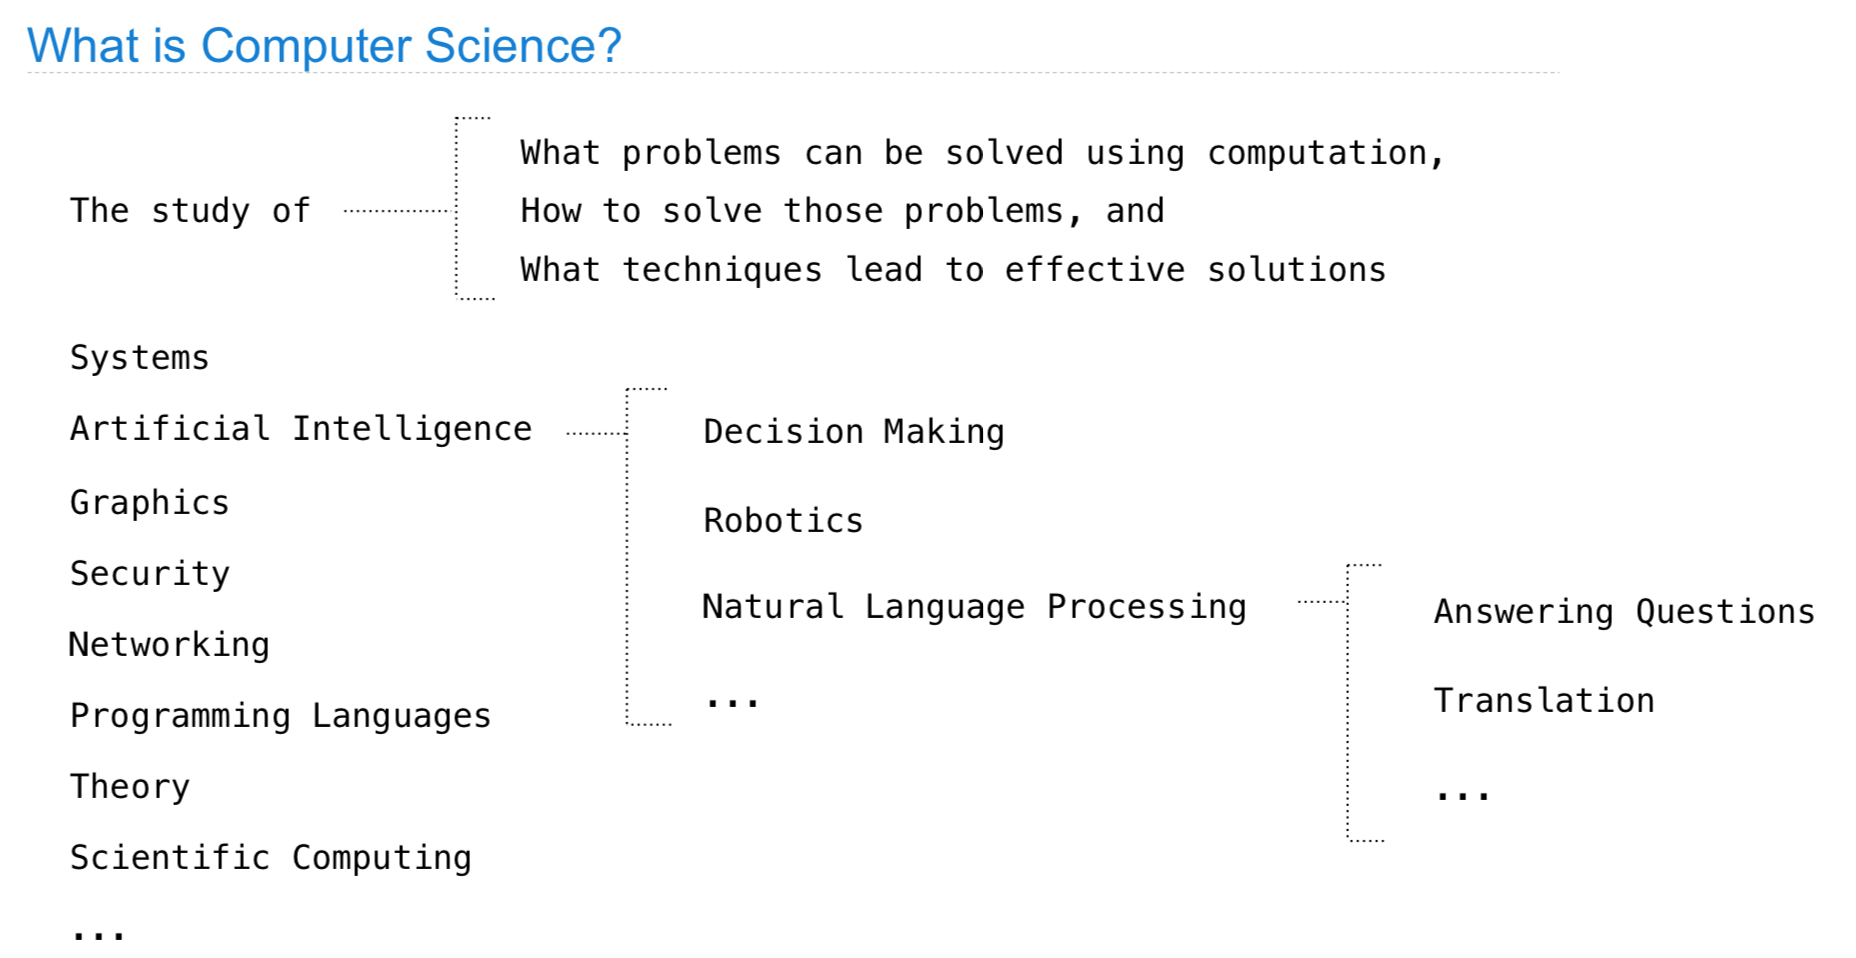 What is Computer Science?
The study of
What problems can be solved using computation,
How to solve those problems, and
What techniques lead to effective solutions
Systems
Artificial Intelligence
Graphics
Security
Networking
Programming Languages
Theory
Scientific Computing
...
Decision Making
Robotics
Natural Language Processing
...
Answering Questions
Translation
...